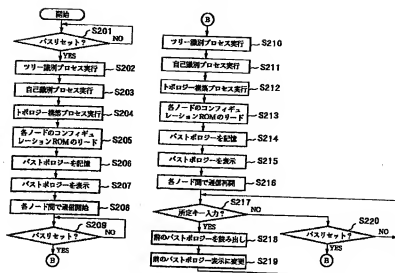 開始
S201
バスリセット?
NO
YES
ツリー識別プロセス実行
S202
自己識別プロセス実行
S203
トポロジー構築プロセス実行
S204
各ノードのコンフィギュ
レーションROMのリード
S205
バストポロジーを記憶
S206
バストポロジーを表示
S207
各ノード間で通信開始
S208
S209
バスリセット?
NO
YES
B
B
ツリー識別プロセス実行
S210
自己識別プロセス実行
S211
トポロジー構築プロセス実行
S212
各ノードのコンフィギュ
レーションROMのリード
S213
バストポロジーを記憶
S214
バストポロジーを表示
S215
各ノード間で通信再開
S216
S217
所定キー入力?
NO
YES
前のバストポロジーを読み出し
S218
前のバストポロジー表示に変更
S219
S220
バスリセット?
NO
YES
B